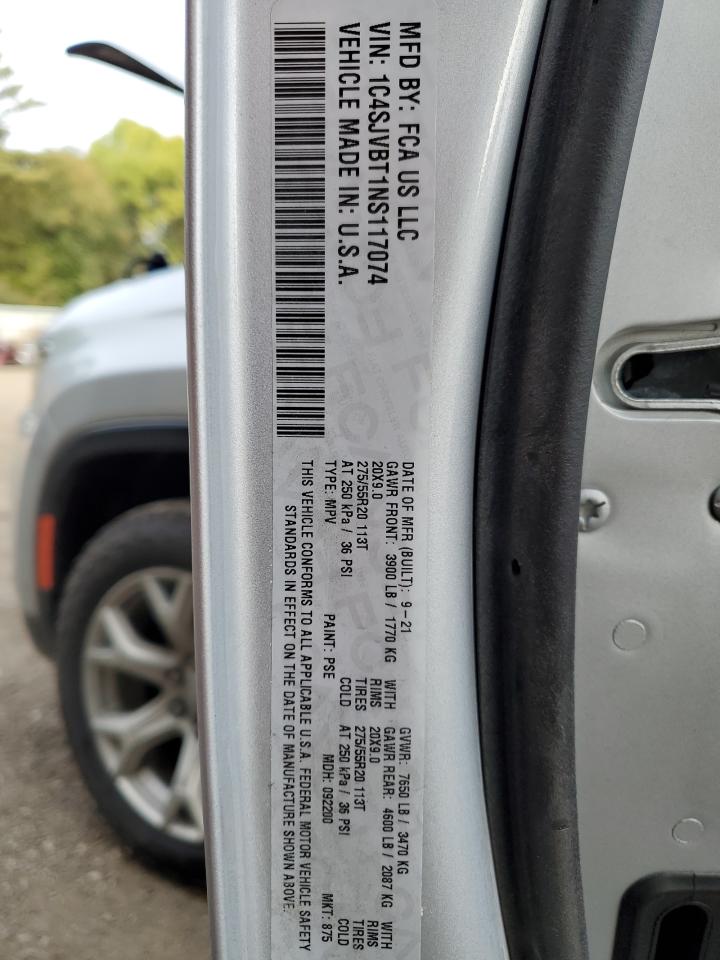 MFD BY: FCA US LLC
VIN: 1C4SJVBT1NS117074
VEHICLE MADE IN: U.S.A.
DATE OF MFR (BUILT): 9-21 GVWR: 7650 LB / 3470 KG
GAWR FRONT: 3900 LB / 1770 KG WITH GAWR REAR: 4600 LB / 2087 KG WITH
20X9.0 RIMS 20X9.0 RIMS
275/55R20 113T TIRES 275/55R20 113T TIRES
AT 250 kPa / 36 PSI COLD AT 250 kPa / 36 PSI COLD
TYPE: MPV PAINT: PSE MDH: 092200 MKT: 875
THIS VEHICLE CONFORMS TO ALL APPLICABLE U.S.A. FEDERAL MOTOR VEHICLE SAFETY
STANDARDS IN EFFECT ON THE DATE OF MANUFACTURE SHOWN ABOVE.